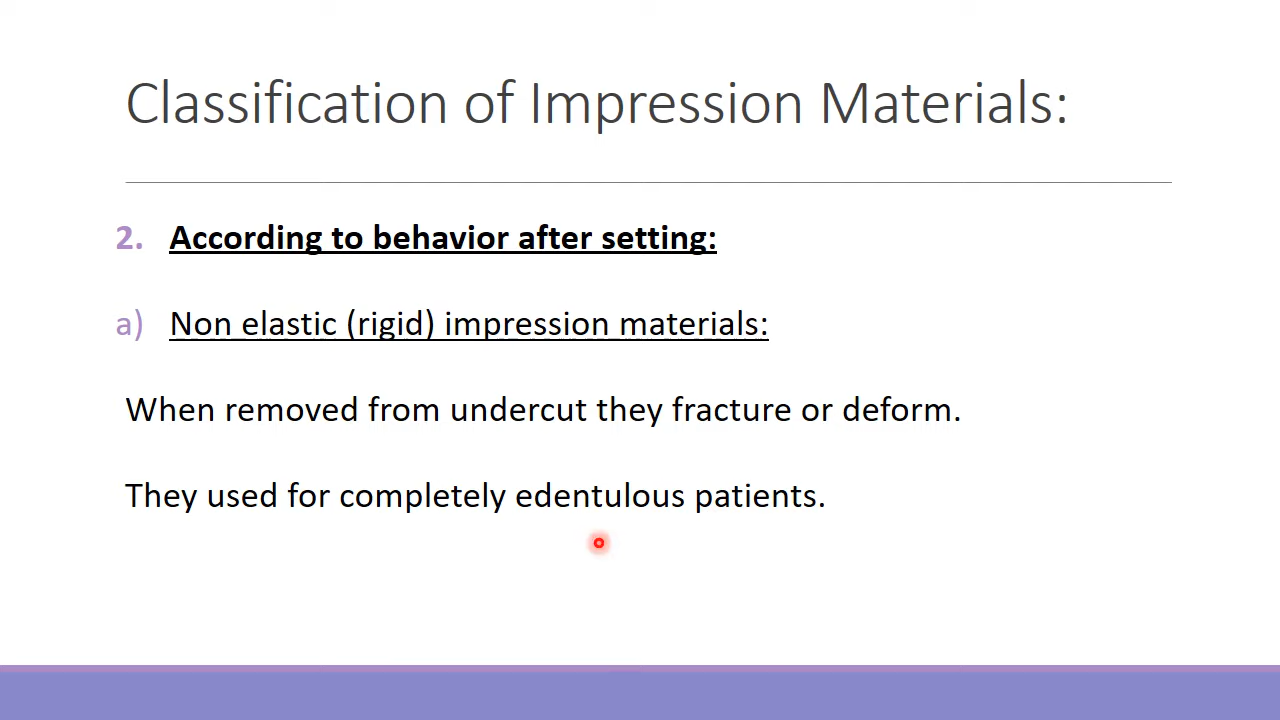 Classification of Impression Materials:
2. According to behavior after setting:
a) Non elastic (rigid) impression materials:
When removed from undercut they fracture or deform.
They used for completely edentulous patients.